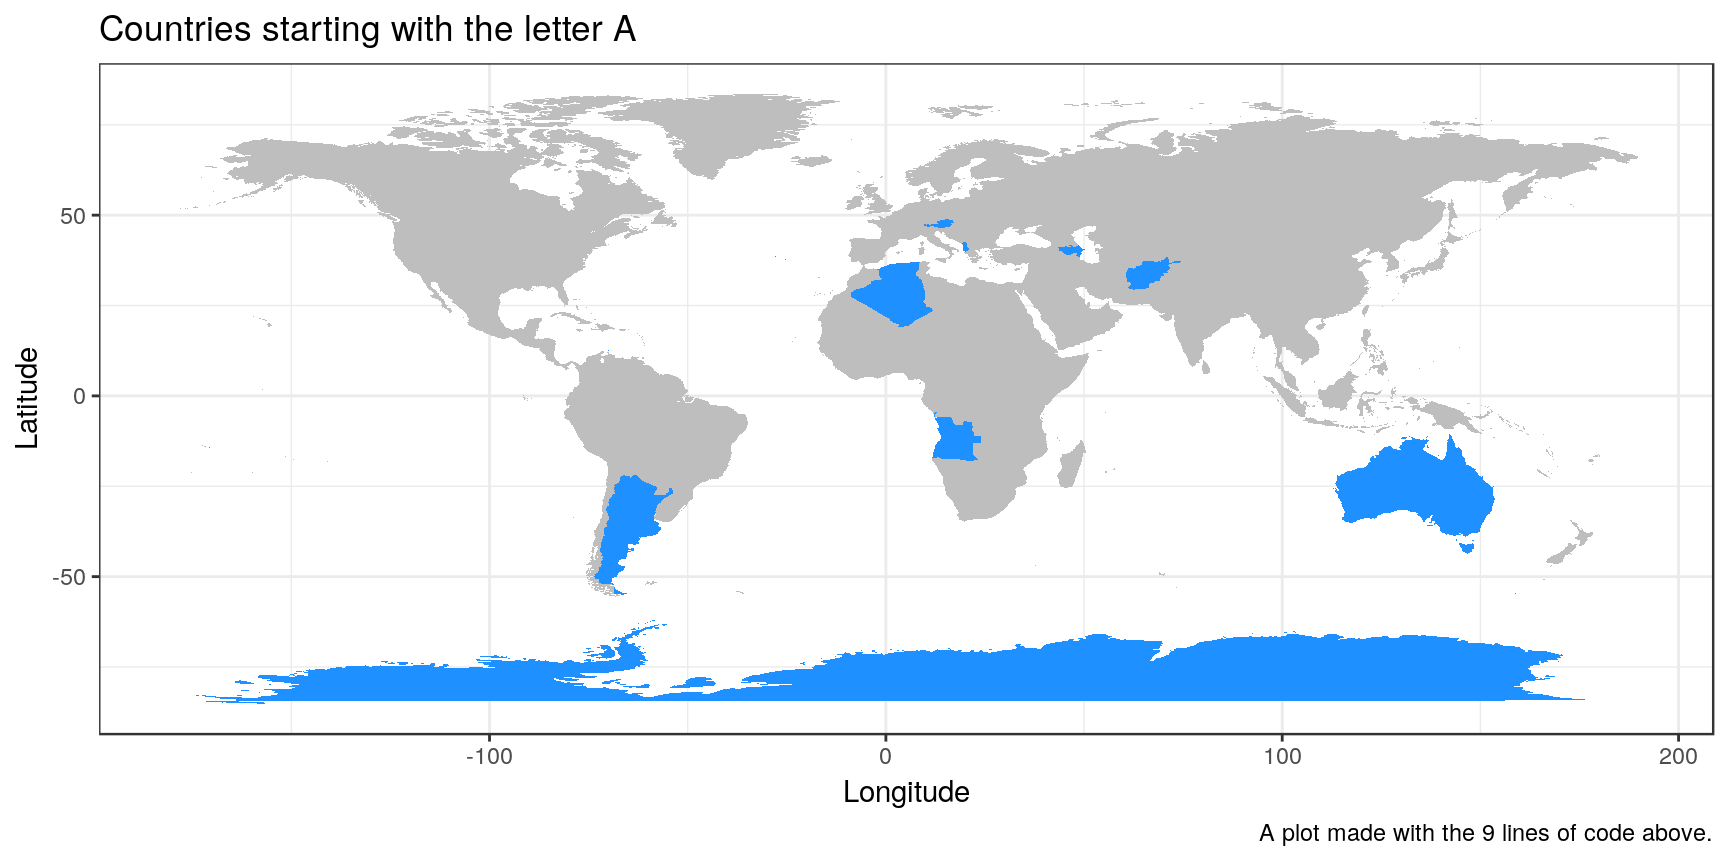 Countries starting with the letter A
50
0
-50
Latitude
-100
0
100
200
Longitude
A plot made with the 9 lines of code above.